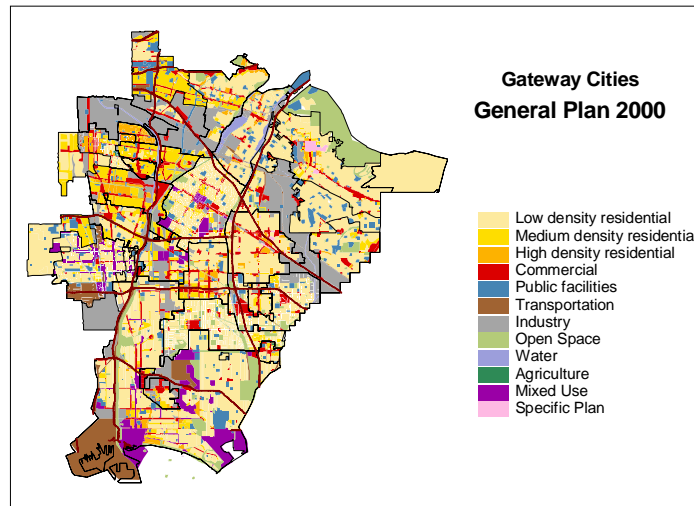 Gateway Cities
General Plan 2000
Low density residential
Medium density residential
High density residential
Commercial
Public facilities
Transportation
Industry
Open Space
Water
Agriculture
Mixed Use
Specific Plan